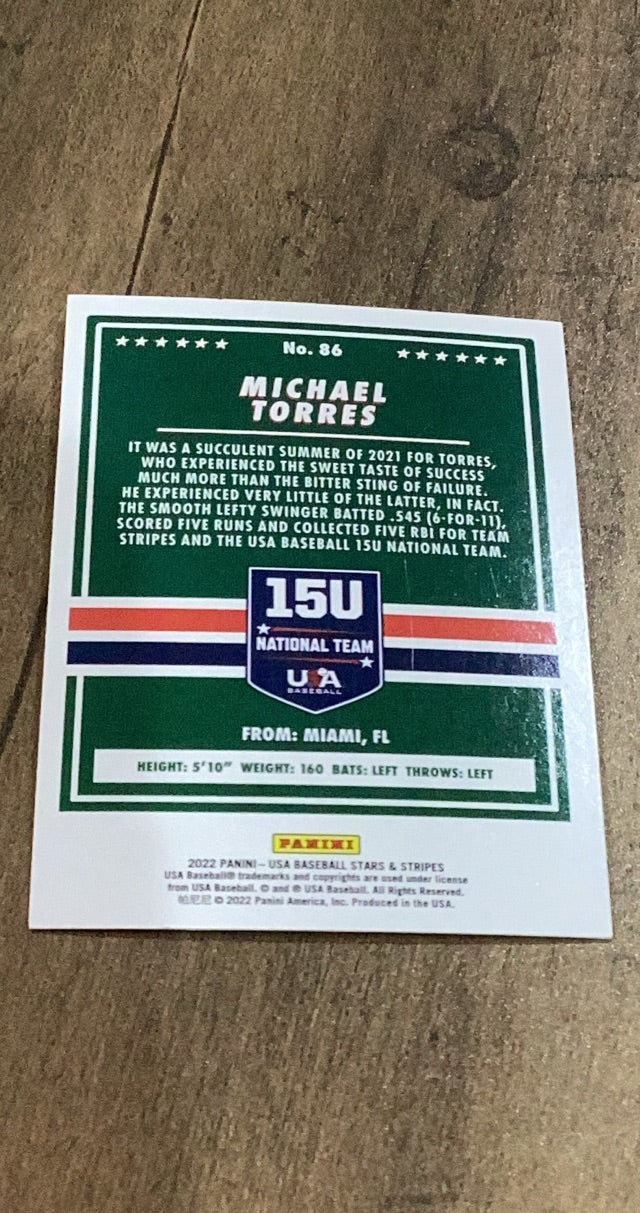 No. 86
MICHAEL
TORRES
IT WAS A SUCCULENT SUMMER OF 2021 FOR TORRES,
WHO EXPERIENCED THE SWEET TASTE OF SUCCESS
MUCH MORE THAN THE BITTER STING OF FAILURE.
HE EXPERIENCED VERY LITTLE OF THE LATTER, IN FACT.
THE SMOOTH LEFTY SWINGER BATTED .545 (6-FOR-11),
SCORED FIVE RUNS AND COLLECTED FIVE RBI FOR TEAM
STRIPES AND THE USA BASEBALL 15U NATIONAL TEAM.
15U
NATIONAL TEAM
USA
BASEBALL
FROM: MIAMI, FL
HEIGHT: 5'10" WEIGHT: 160 BATS: LEFT THROWS: LEFT
PANINI
2022 PANINI – USA BASEBALL STARS & STRIPES
USA Baseball® trademarks and copyrights are used under license
from USA Baseball. © and ® USA Baseball. All Rights Reserved.
帕尼尼 © 2022 Panini America, Inc. Produced in the USA.